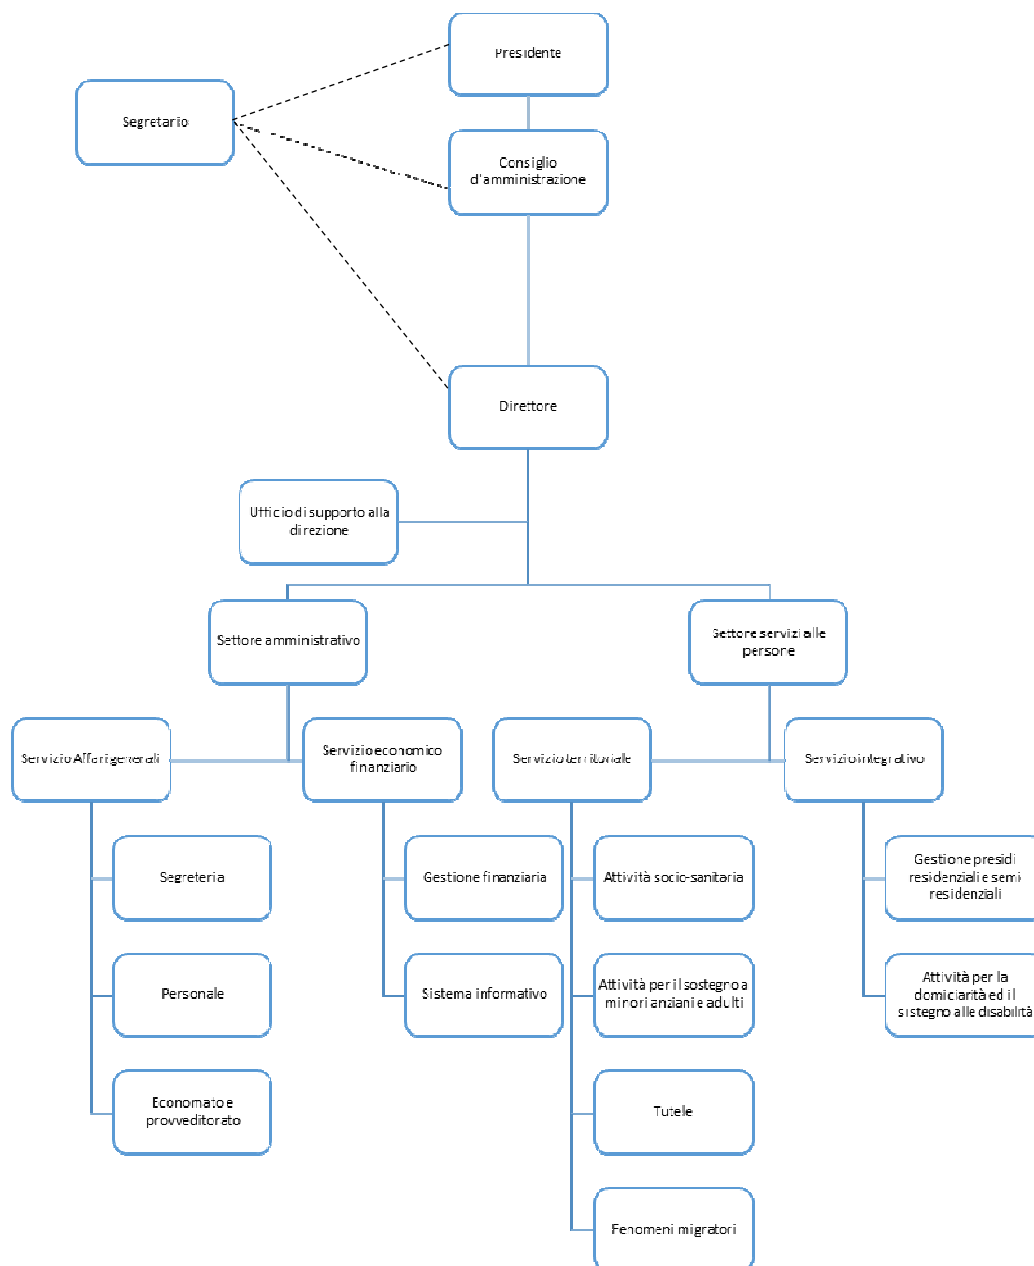 Presidente
Segretario
Consiglio
d'amministrazione
Direttore
Ufficio di supporto alla
direzione
Settore amministrativo
Settore servizi alle
persone
Servizio Affari generali
Servizio economico
finanziario
Servizio territoriale
Servizio integrativo
Segreteria
Gestione finanziaria
Attività socio-sanitaria
Gestione presidi
residenziali e semi
residenziali
Personale
Sistema informativo
Attività per il sostegno a
minori anziani e adulti
Attività per la
domiciarità ed il
sistegno alle disabilità
Economato e
provveditorato
Tutele
Fenomeni migratori